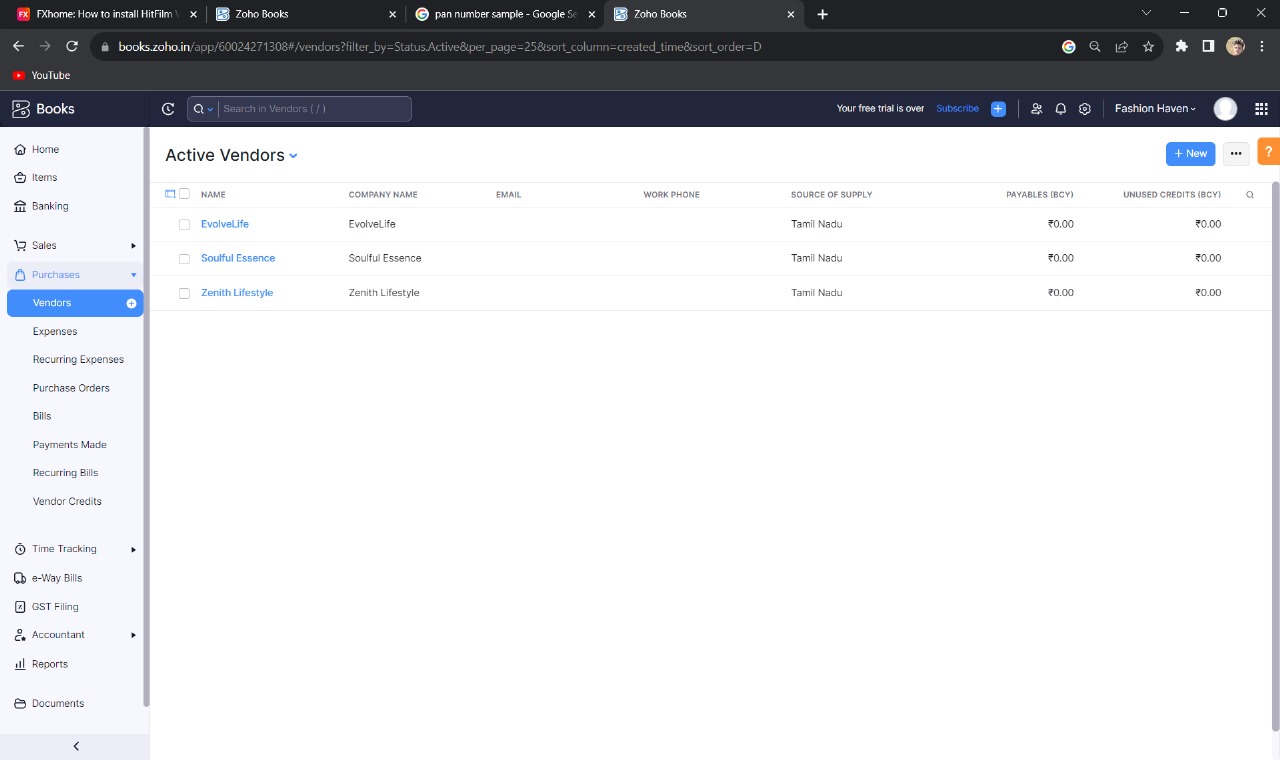 FXhome: How to install HitFilm
Zoho Books
pan number sample - Google Se
Zoho Books
books.zoho.in/app/60024271308#/vendors?filter_by=Status.Active&per_page=25&sort_column=created_time&sort_order=D
YouTube
Books
Search in Vendors ( / )
Your free trial is over Subscribe
Fashion Haven
Home
Items
Banking
Sales
Purchases
Vendors
Expenses
Recurring Expenses
Purchase Orders
Bills
Payments Made
Recurring Bills
Vendor Credits
Time Tracking
e-Way Bills
GST Filing
Accountant
Reports
Documents
Active Vendors
+ New
?
NAME COMPANY NAME EMAIL WORK PHONE SOURCE OF SUPPLY PAYABLES (BCY) UNUSED CREDITS (BCY)
EvolveLife EvolveLife Tamil Nadu ₹0.00 ₹0.00
Soulful Essence Soulful Essence Tamil Nadu ₹0.00 ₹0.00
Zenith Lifestyle Zenith Lifestyle Tamil Nadu ₹0.00 ₹0.00